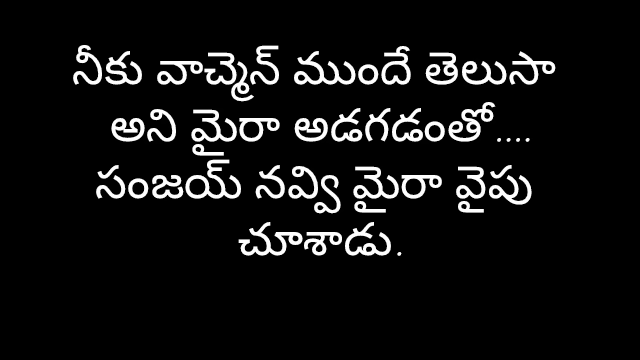 నీకు వాచ్మెన్ ముందే తెలుసా
అని మైరా అడగడంతో....
సంజయ్ నవ్వి మైరా వైపు
చూశాడు.